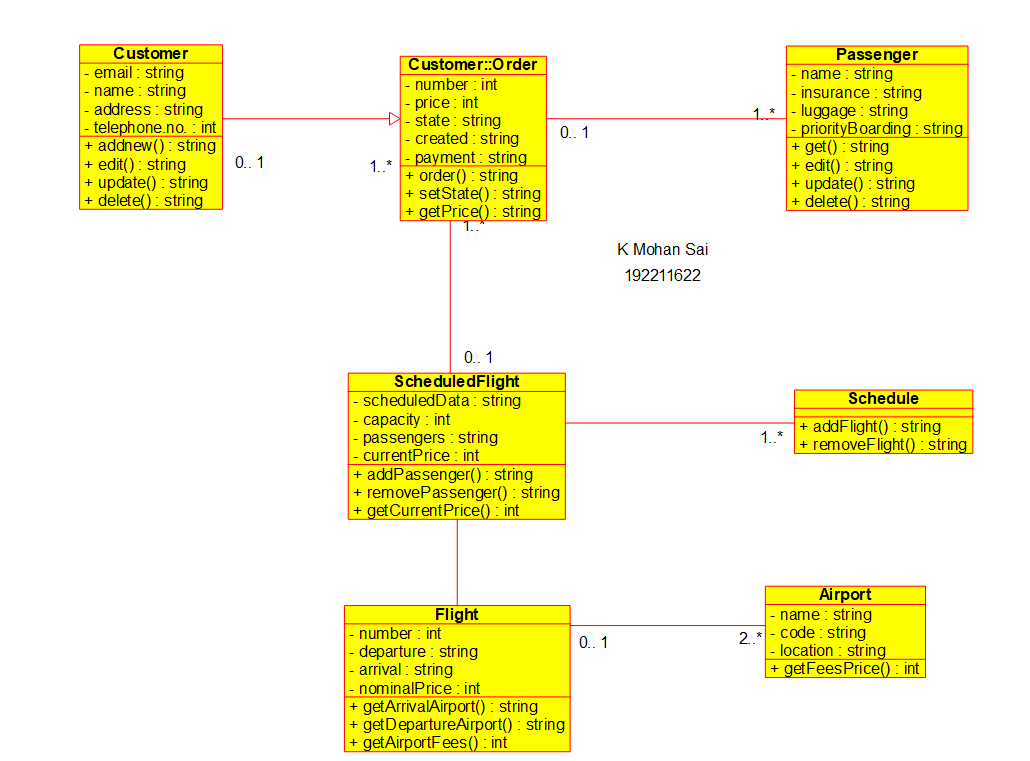 Customer
- email : string
- name : string
- address : string
- telephone.no. : int
+ addnew() : string
+ edit() : string
+ update() : string
+ delete() : string
0.. 1
1..*
Customer::Order
- number : int
- price : int
- state : string
- created : string
- payment : string
+ order() : string
+ setState() : string
+ getPrice() : string
1..*
0.. 1
1..*
Passenger
- name : string
- insurance : string
- luggage : string
- priorityBoarding : string
+ get() : string
+ edit() : string
+ update() : string
+ delete() : string
K Mohan Sai
192211622
0.. 1
ScheduledFlight
- scheduledData : string
- capacity : int
- passengers : string
- currentPrice : int
+ addPassenger() : string
+ removePassenger() : string
+ getCurrentPrice() : int
1..*
Schedule
+ addFlight() : string
+ removeFlight() : string
Flight
- number : int
- departure : string
- arrival : string
- nominalPrice : int
+ getArrivalAirport() : string
+ getDepartureAirport() : string
+ getAirportFees() : int
0.. 1
2..*
Airport
- name : string
- code : string
- location : string
+ getFeesPrice() : int